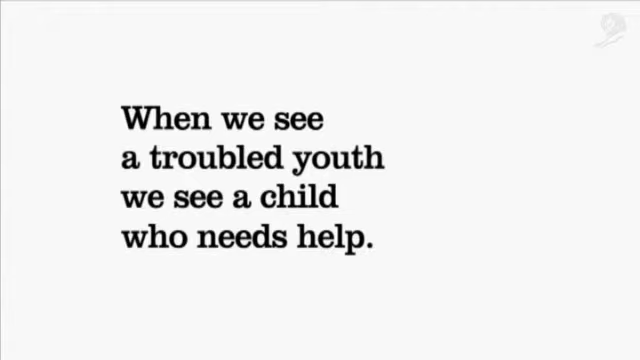 When we see
a troubled youth
we see a child
who needs help.